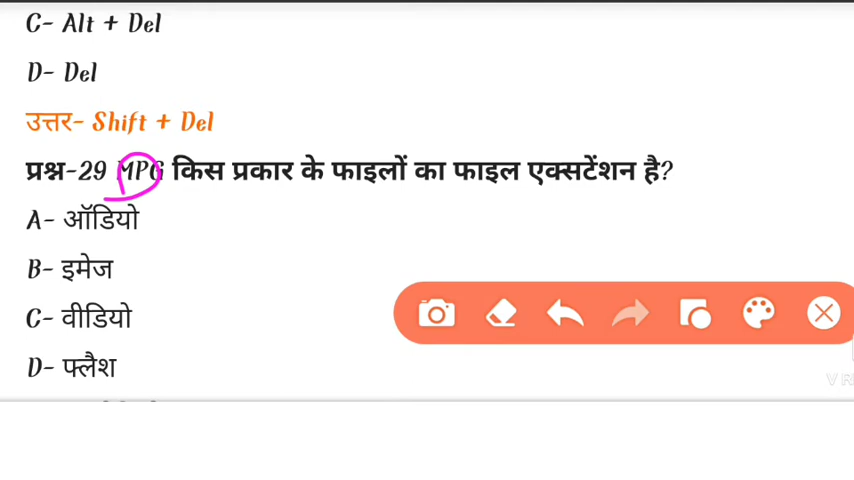 C- Alt + Del
D- Del
उत्तर- Shift + Del
प्रश्न-29 MPG किस प्रकार के फाइलों का फाइल एक्सटेंशन है?
A- ऑडियो
B- इमेज
C- वीडियो
D- फ्लैश
V R